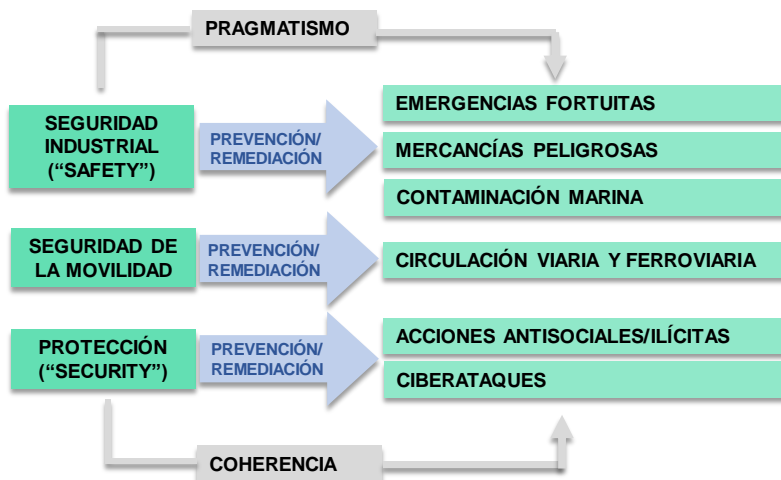 PRAGMATISMO
SEGURIDAD
INDUSTRIAL
(“SAFETY”)
PREVENCIÓN/
REMEDIACIÓN
EMERGENCIAS FORTUITAS
MERCANCÍAS PELIGROSAS
CONTAMINACIÓN MARINA
SEGURIDAD DE
LA MOVILIDAD
PREVENCIÓN/
REMEDIACIÓN
CIRCULACIÓN VIARIA Y FERROVIARIA
PROTECCIÓN
(“SECURITY”)
PREVENCIÓN/
REMEDIACIÓN
ACCIONES ANTISOCIALES/ILÍCITAS
CIBERATAQUES
COHERENCIA